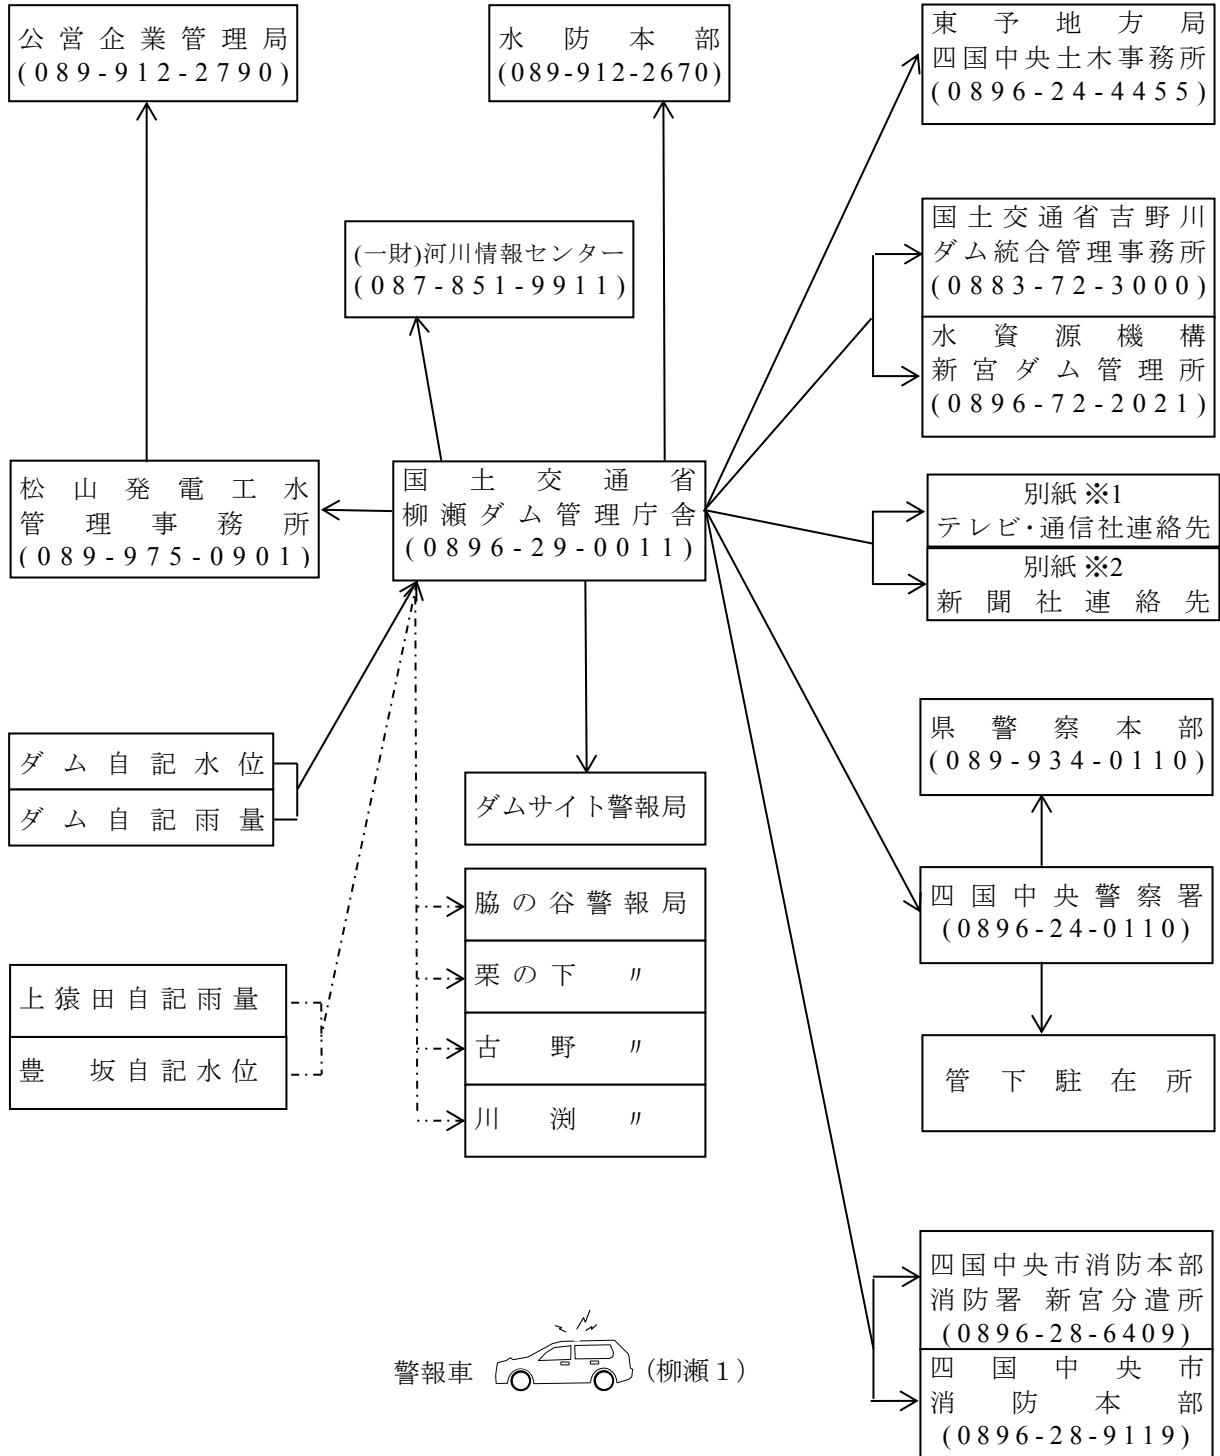 公営企業管理局
(089-912-2790)
水防本部
(089-912-2670)
東予地方局
四国中央土木事務所
(0896-24-4455)
(一財)河川情報センター
(087-851-9911)
国土交通省吉野川
ダム統合管理事務所
(0883-72-3000)
水資源機構
新宮ダム管理所
(0896-72-2021)
松山発電工水
管理事務所
(089-975-0901)
国土交通省
柳瀬ダム管理庁舎
(0896-29-0011)
別紙※1
テレビ・通信社連絡先
別紙※2
新聞社連絡先
県警察本部
(089-934-0110)
ダム自記水位
ダム自記雨量
ダムサイト警報局
四国中央警察署
(0896-24-0110)
脇の谷警報局
栗の下 〃
古野 〃
川渕 〃
上猿田自記雨量
豊坂自記水位
管下駐在所
四国中央市消防本部
消防署 新宮分遣所
(0896-28-6409)
四国中央市
消防本部
(0896-28-9119)
警報車 (柳瀬1)